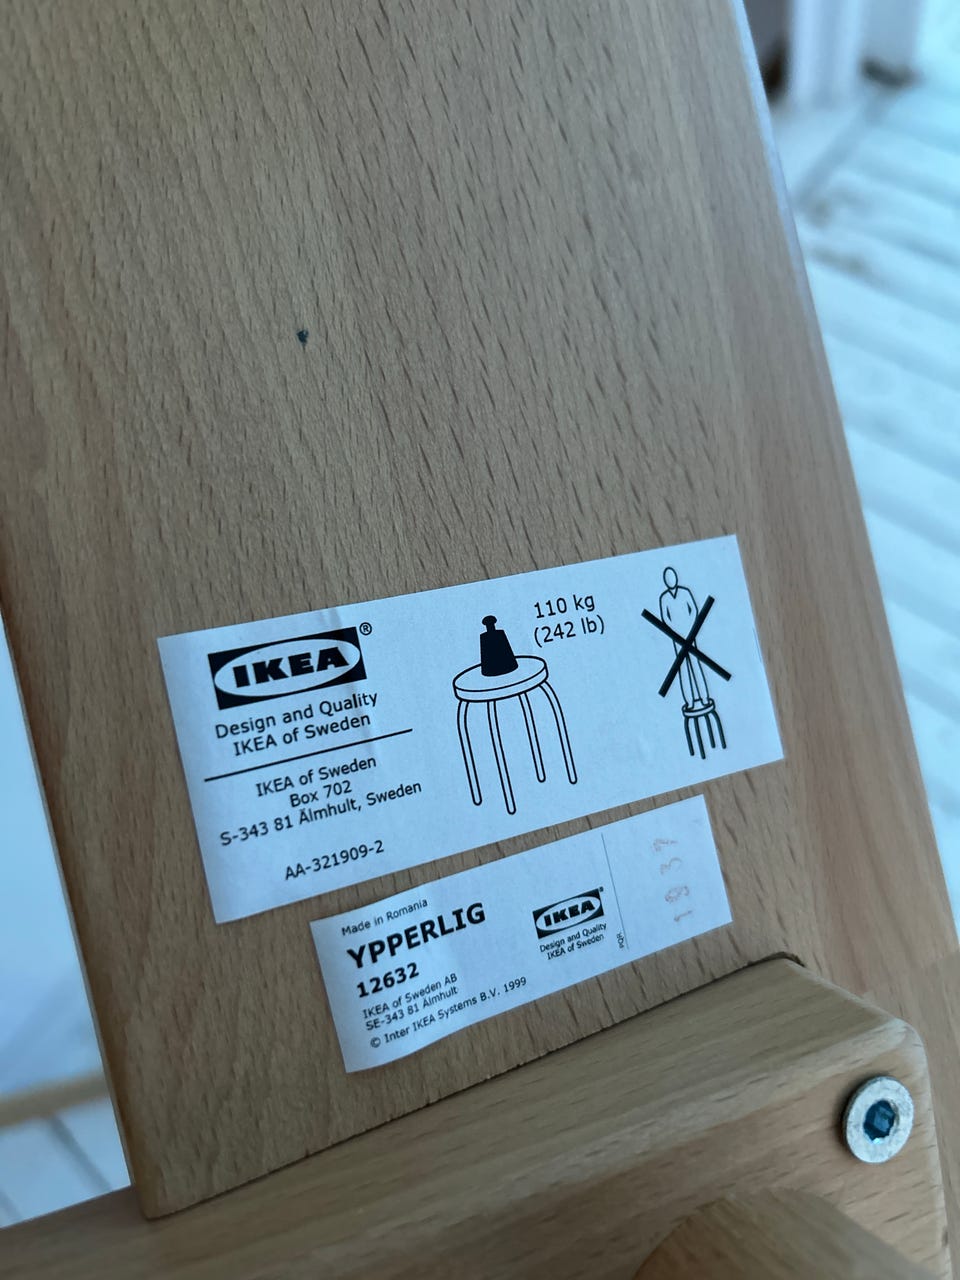 IKEA®
Design and Quality
IKEA of Sweden
IKEA of Sweden
Box 702
S-343 81 Älmhult, Sweden
AA-321909-2
110 kg
(242 lb)
Made in Romania
YPPERLIG
12632
IKEA of Sweden AB
SE-343 81 Älmhult
© Inter IKEA Systems B.V. 1999
IKEA®
Design and Quality
IKEA of Sweden
PQR